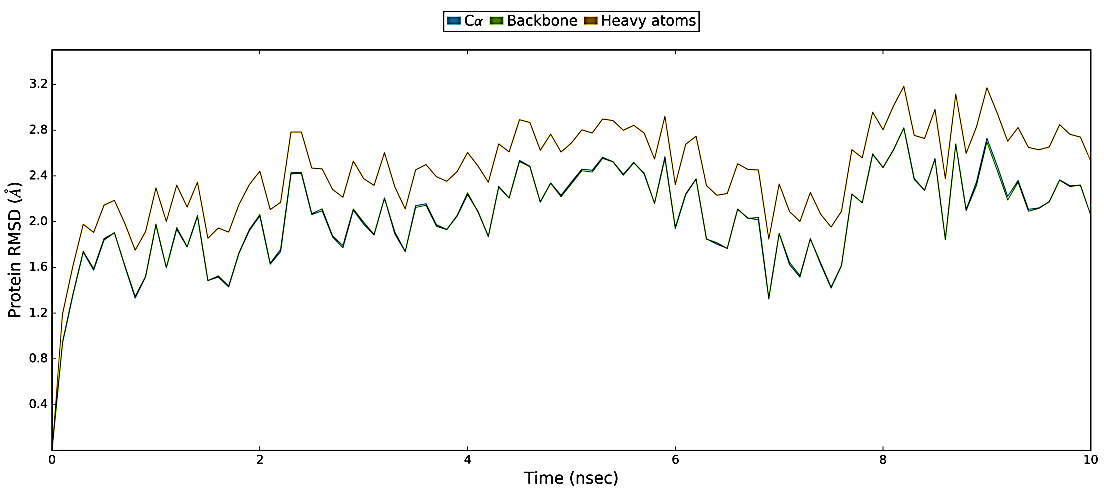 Cα Backbone Heavy atoms
3.2
2.8
2.4
2.0
1.6
1.2
0.8
0.4
Protein RMSD (Å)
0 2 4 6 8 10
Time (nsec)